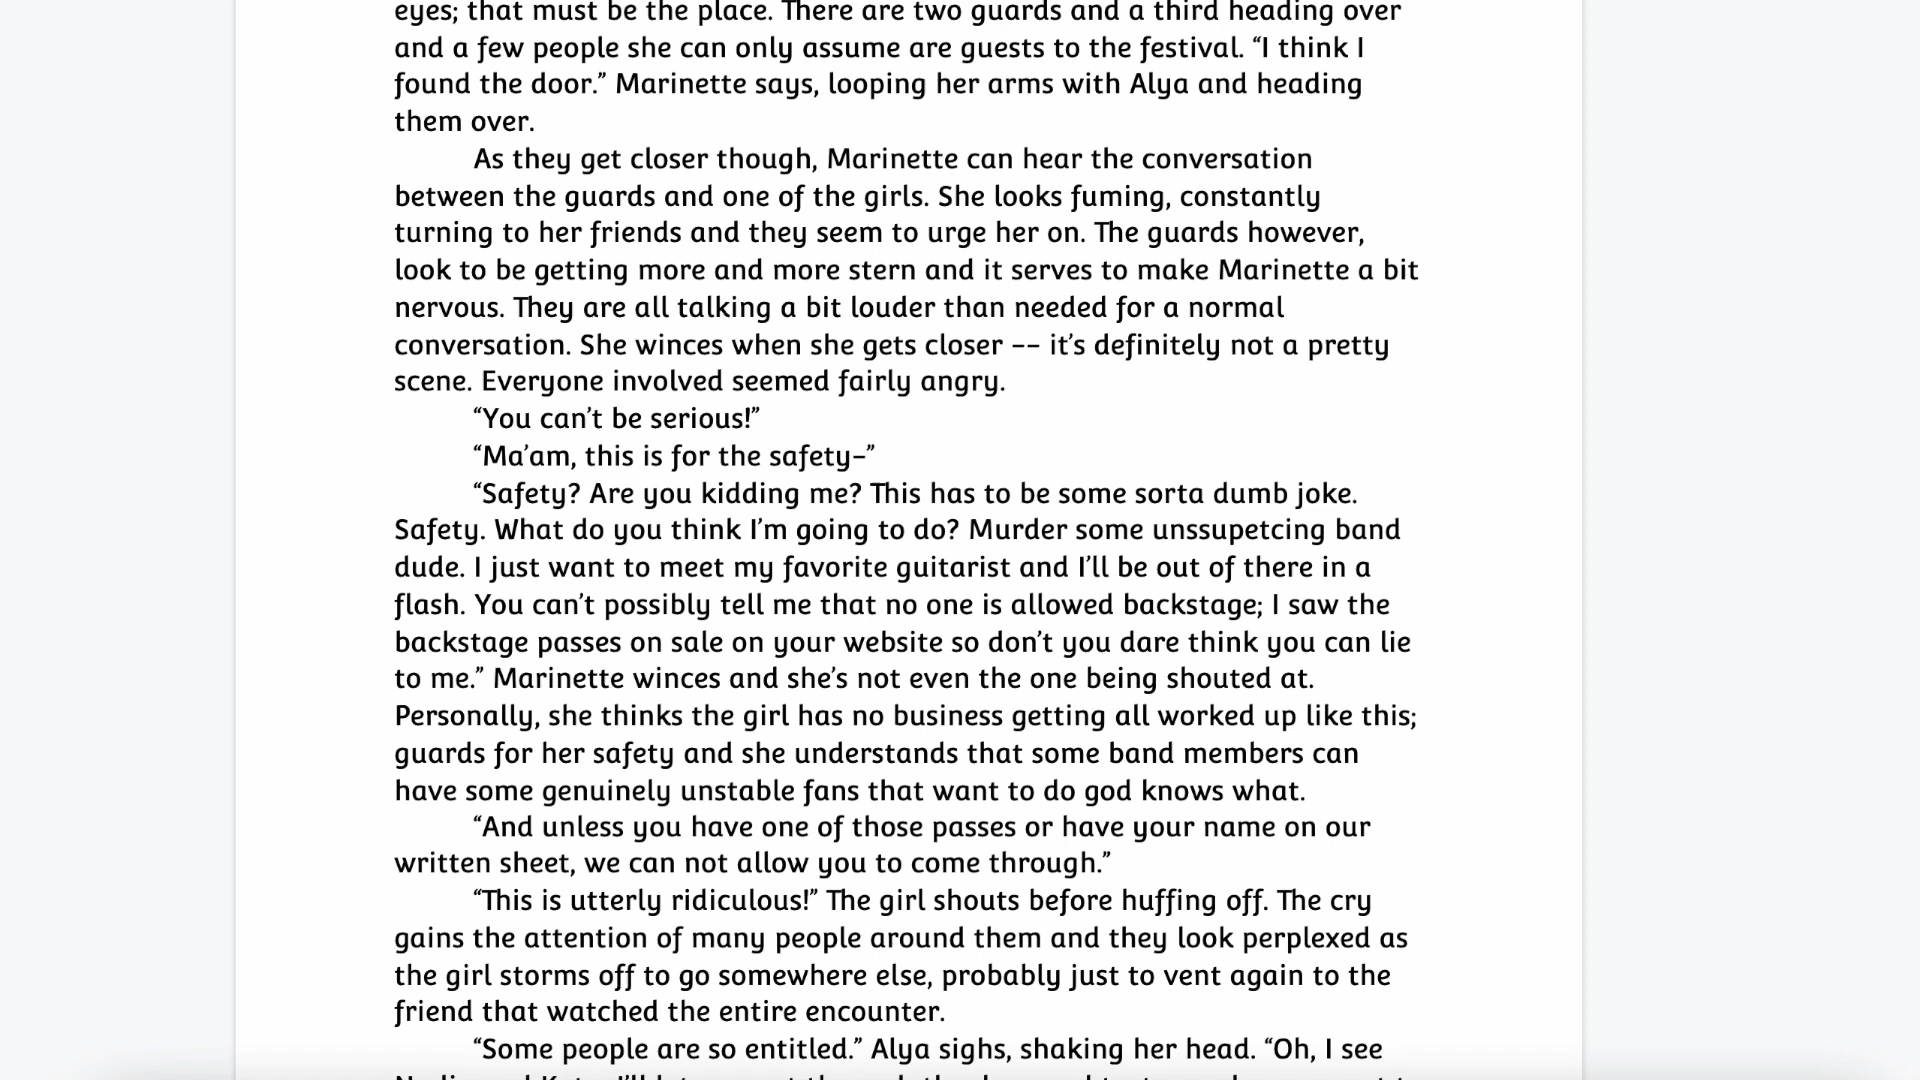 eyes; that must be the place. There are two guards and a third heading over
and a few people she can only assume are guests to the festival. “I think I
found the door.” Marinette says, looping her arms with Alya and heading
them over.
As they get closer though, Marinette can hear the conversation
between the guards and one of the girls. She looks fuming, constantly
turning to her friends and they seem to urge her on. The guards however,
look to be getting more and more stern and it serves to make Marinette a bit
nervous. They are all talking a bit louder than needed for a normal
conversation. She winces when she gets closer -- it’s definitely not a pretty
scene. Everyone involved seemed fairly angry.
“You can’t be serious!”
“Ma’am, this is for the safety-”
“Safety? Are you kidding me? This has to be some sorta dumb joke.
Safety. What do you think I’m going to do? Murder some unssupetcing band
dude. I just want to meet my favorite guitarist and I’ll be out of there in a
flash. You can’t possibly tell me that no one is allowed backstage; I saw the
backstage passes on sale on your website so don’t you dare think you can lie
to me.” Marinette winces and she’s not even the one being shouted at.
Personally, she thinks the girl has no business getting all worked up like this;
guards for her safety and she understands that some band members can
have some genuinely unstable fans that want to do god knows what.
“And unless you have one of those passes or have your name on our
written sheet, we can not allow you to come through.”
“This is utterly ridiculous!” The girl shouts before huffing off. The cry
gains the attention of many people around them and they look perplexed as
the girl storms off to go somewhere else, probably just to vent again to the
friend that watched the entire encounter.
“Some people are so entitled.” Alya sighs, shaking her head. “Oh, I see